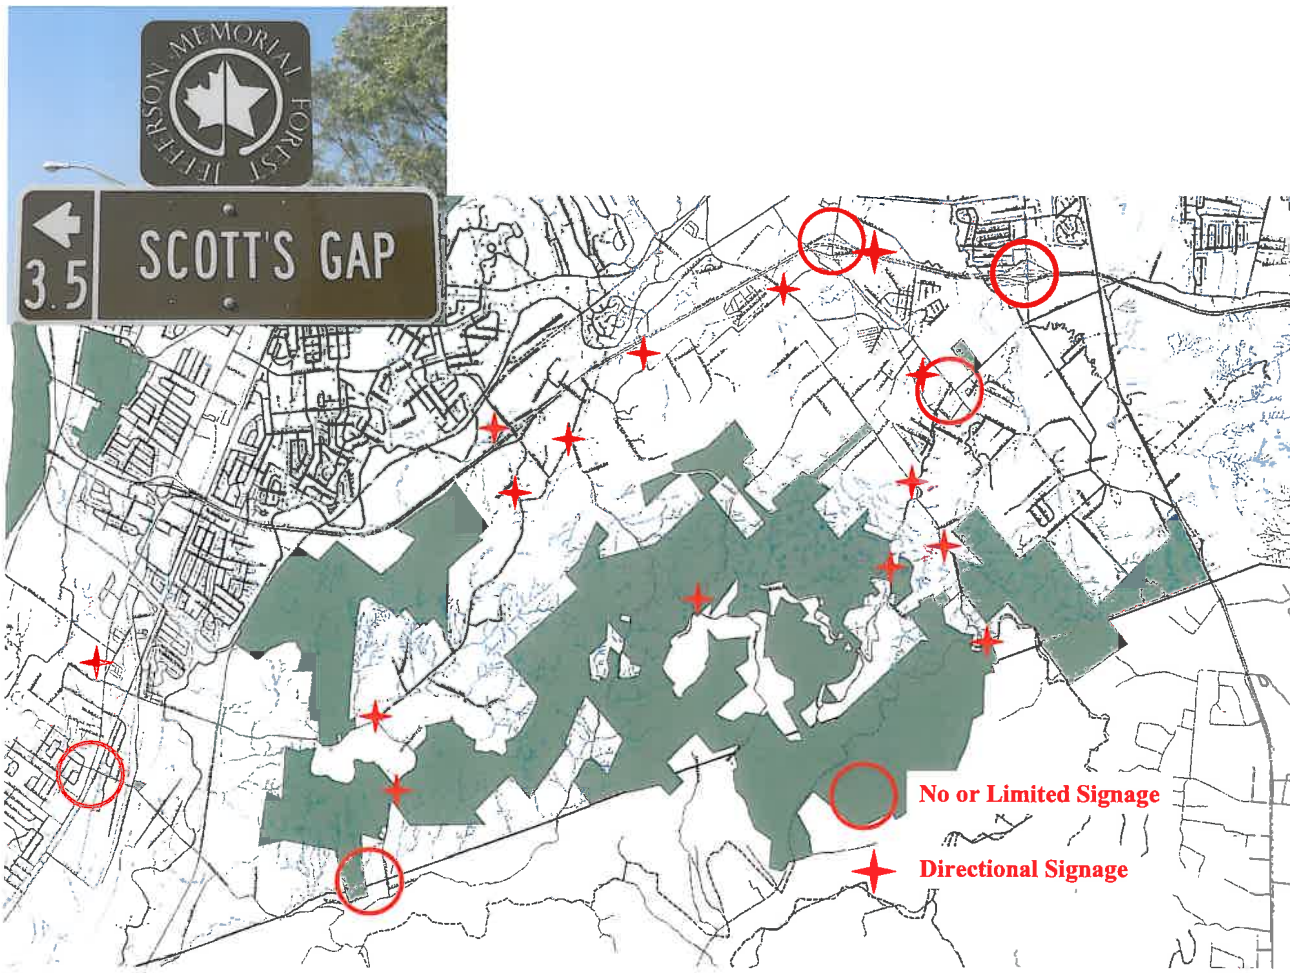 JEFFERSON MEMORIAL FOREST
SCOTT'S GAP
3.5
No or Limited Signage
Directional Signage